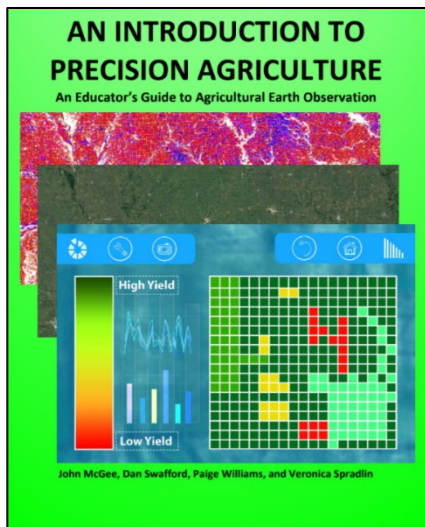 AN INTRODUCTION TO
PRECISION AGRICULTURE
An Educator's Guide to Agricultural Earth Observation
High Yield
Low Yield
John McGee, Dan Swafford, Paige Williams, and Veronica Spradlin